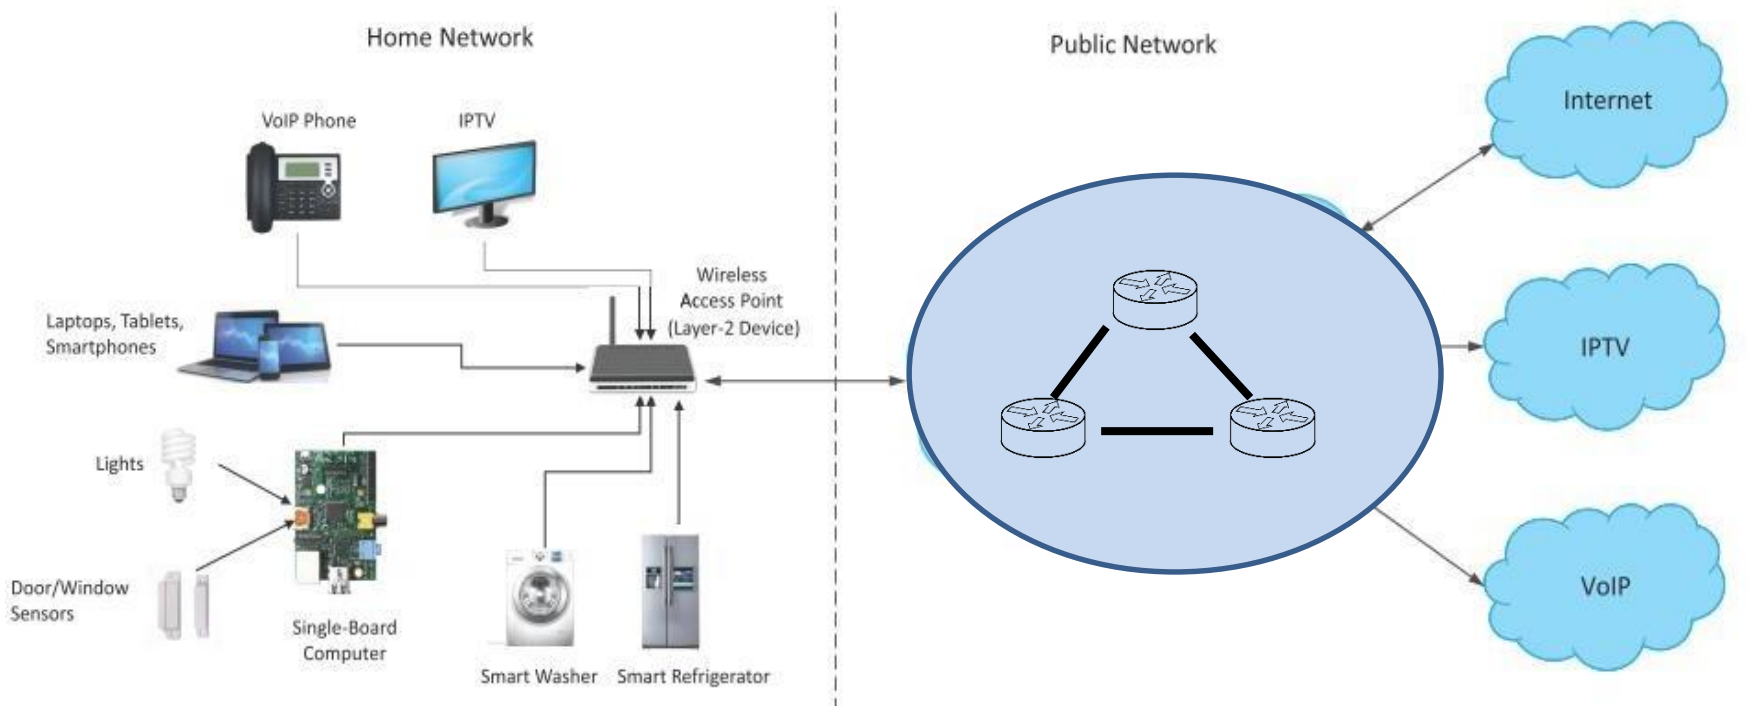 Home Network
Public Network
Internet
VoIP Phone
IPTV
Wireless
Access Point
(Layer-2 Device)
Laptops, Tablets,
Smartphones
IPTV
Lights
Door/Window
Sensors
Single-Board
Computer
Smart Washer
Smart Refrigerator
VoIP